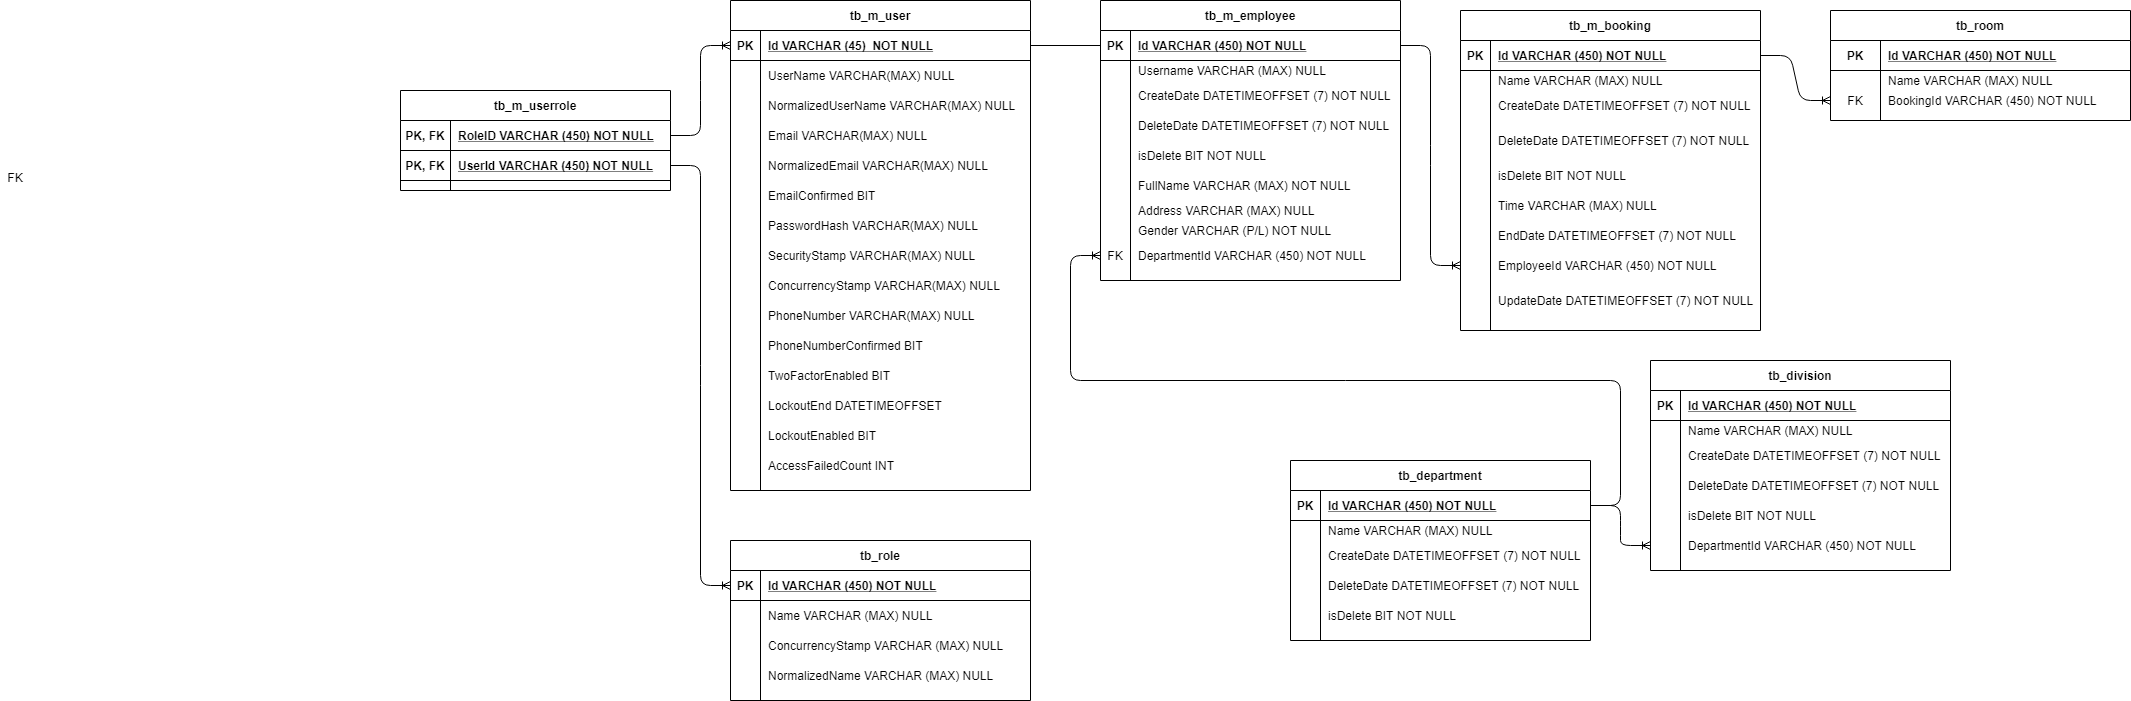 FK
tb_m_userrole
PK, FK RoleID VARCHAR (450) NOT NULL
PK, FK UserId VARCHAR (450) NOT NULL
tb_m_user
PK Id VARCHAR (45)  NOT NULL
UserName VARCHAR(MAX) NULL
NormalizedUserName VARCHAR(MAX) NULL
Email VARCHAR(MAX) NULL
NormalizedEmail VARCHAR(MAX) NULL
EmailConfirmed BIT
PasswordHash VARCHAR(MAX) NULL
SecurityStamp VARCHAR(MAX) NULL
ConcurrencyStamp VARCHAR(MAX) NULL
PhoneNumber VARCHAR(MAX) NULL
PhoneNumberConfirmed BIT
TwoFactorEnabled BIT
LockoutEnd DATETIMEOFFSET
LockoutEnabled BIT
AccessFailedCount INT
tb_role
PK Id VARCHAR (450) NOT NULL
Name VARCHAR (MAX) NULL
ConcurrencyStamp VARCHAR (MAX) NULL
NormalizedName VARCHAR (MAX) NULL
tb_m_employee
PK Id VARCHAR (450) NOT NULL
Username VARCHAR (MAX) NULL
CreateDate DATETIMEOFFSET (7) NOT NULL
DeleteDate DATETIMEOFFSET (7) NOT NULL
isDelete BIT NOT NULL
FullName VARCHAR (MAX) NOT NULL
Address VARCHAR (MAX) NULL
Gender VARCHAR (P/L) NOT NULL
FK DepartmentId VARCHAR (450) NOT NULL
tb_m_booking
PK Id VARCHAR (450) NOT NULL
Name VARCHAR (MAX) NULL
CreateDate DATETIMEOFFSET (7) NOT NULL
DeleteDate DATETIMEOFFSET (7) NOT NULL
isDelete BIT NOT NULL
Time VARCHAR (MAX) NULL
EndDate DATETIMEOFFSET (7) NOT NULL
EmployeeId VARCHAR (450) NOT NULL
UpdateDate DATETIMEOFFSET (7) NOT NULL
tb_room
PK Id VARCHAR (450) NOT NULL
Name VARCHAR (MAX) NULL
FK BookingId VARCHAR (450) NOT NULL
tb_department
PK Id VARCHAR (450) NOT NULL
Name VARCHAR (MAX) NULL
CreateDate DATETIMEOFFSET (7) NOT NULL
DeleteDate DATETIMEOFFSET (7) NOT NULL
isDelete BIT NOT NULL
tb_division
PK Id VARCHAR (450) NOT NULL
Name VARCHAR (MAX) NULL
CreateDate DATETIMEOFFSET (7) NOT NULL
DeleteDate DATETIMEOFFSET (7) NOT NULL
isDelete BIT NOT NULL
DepartmentId VARCHAR (450) NOT NULL